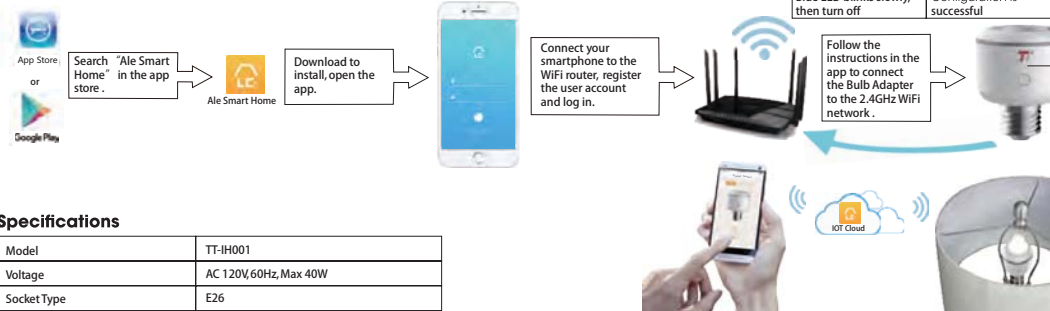 then turn off
successful
App Store
or
Google Play
Search "Ale Smart
Home" in the app
store .
Ale Smart Home
Download to
install, open the
app.
Connect your
smartphone to the
WiFi router, register
the user account
and log in.
Follow the
instructions in the
app to connect
the Bulb Adapter
to the 2.4GHz WiFi
network .
IOT Cloud
Specifications
Model TT-IH001
Voltage AC 120V,60Hz,Max 40W
Socket Type E26